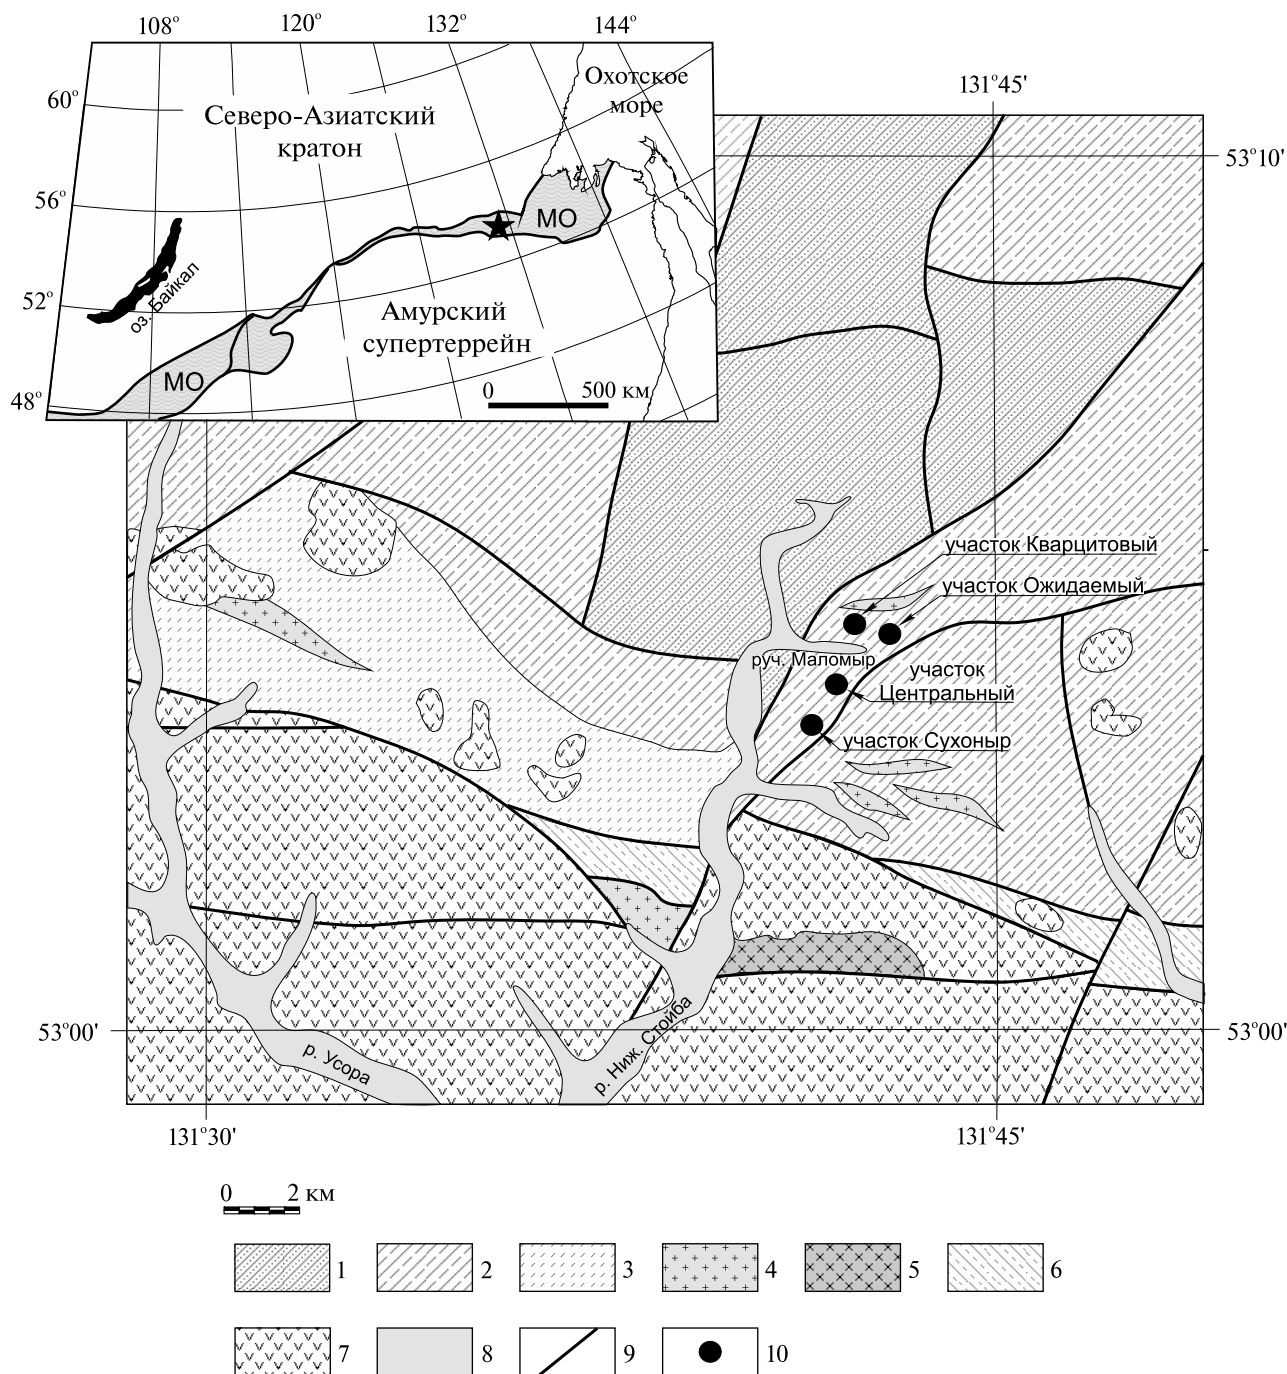 108°
120°
132°
144°
60°
56°
52°
48°
Охотское
море
Северо-Азиатский
кратон
МО
оз. Байкал
Амурский
супертеррейн
МО
0
500 км
131°45'
53°10'
участок Кварцитовый
участок Ожидаемый
руч. Маломыр
участок
Центральный
участок Сухоныр
53°00'
53°00'
р. Усора
р. Ниж. Стойба
131°30'
131°45'
0
2 км
1
2
3
4
5
6
7
8
9
10